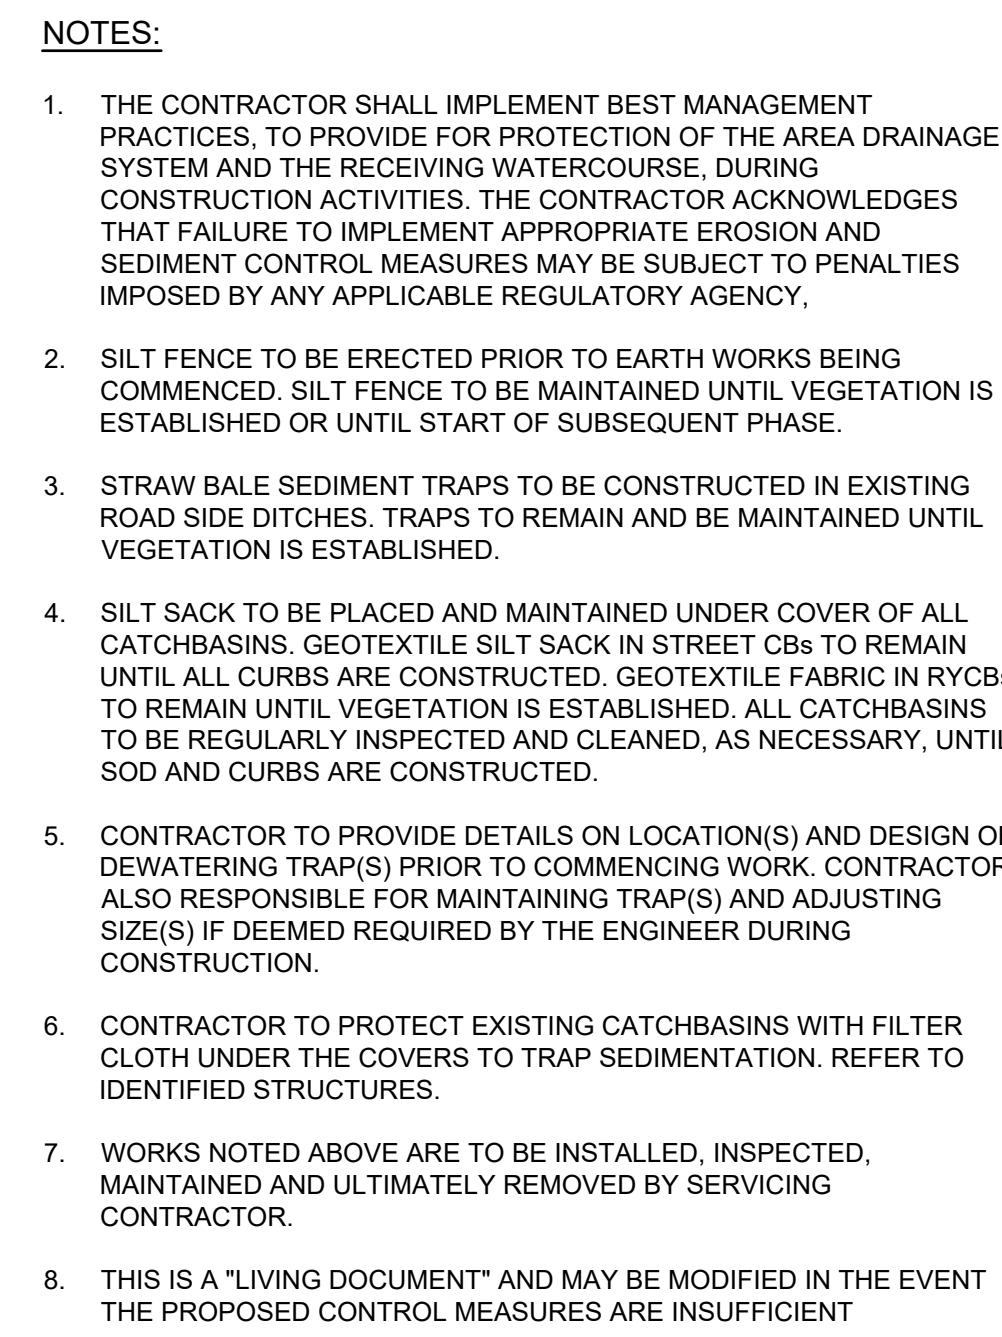 NOTES:
1. THE CONTRACTOR SHALL IMPLEMENT BEST MANAGEMENT
PRACTICES, TO PROVIDE FOR PROTECTION OF THE AREA DRAINAGE
SYSTEM AND THE RECEIVING WATERCOURSE, DURING
CONSTRUCTION ACTIVITIES. THE CONTRACTOR ACKNOWLEDGES
THAT FAILURE TO IMPLEMENT APPROPRIATE EROSION AND
SEDIMENT CONTROL MEASURES MAY BE SUBJECT TO PENALTIES
IMPOSED BY ANY APPLICABLE REGULATORY AGENCY,
2. SILT FENCE TO BE ERECTED PRIOR TO EARTH WORKS BEING
COMMENCED. SILT FENCE TO BE MAINTAINED UNTIL VEGETATION IS
ESTABLISHED OR UNTIL START OF SUBSEQUENT PHASE.
3. STRAW BALE SEDIMENT TRAPS TO BE CONSTRUCTED IN EXISTING
ROAD SIDE DITCHES. TRAPS TO REMAIN AND BE MAINTAINED UNTIL
VEGETATION IS ESTABLISHED.
4. SILT SACK TO BE PLACED AND MAINTAINED UNDER COVER OF ALL
CATCHBASINS. GEOTEXTILE SILT SACK IN STREET CBs TO REMAIN
UNTIL ALL CURBS ARE CONSTRUCTED. GEOTEXTILE FABRIC IN RYCBs
TO REMAIN UNTIL VEGETATION IS ESTABLISHED. ALL CATCHBASINS
TO BE REGULARLY INSPECTED AND CLEANED, AS NECESSARY, UNTIL
SOD AND CURBS ARE CONSTRUCTED.
5. CONTRACTOR TO PROVIDE DETAILS ON LOCATION(S) AND DESIGN OF
DEWATERING TRAP(S) PRIOR TO COMMENCING WORK. CONTRACTOR
ALSO RESPONSIBLE FOR MAINTAINING TRAP(S) AND ADJUSTING
SIZE(S) IF DEEMED REQUIRED BY THE ENGINEER DURING
CONSTRUCTION.
6. CONTRACTOR TO PROTECT EXISTING CATCHBASINS WITH FILTER
CLOTH UNDER THE COVERS TO TRAP SEDIMENTATION. REFER TO
IDENTIFIED STRUCTURES.
7. WORKS NOTED ABOVE ARE TO BE INSTALLED, INSPECTED,
MAINTAINED AND ULTIMATELY REMOVED BY SERVICING
CONTRACTOR.
8. THIS IS A "LIVING DOCUMENT" AND MAY BE MODIFIED IN THE EVENT
THE PROPOSED CONTROL MEASURES ARE INSUFFICIENT